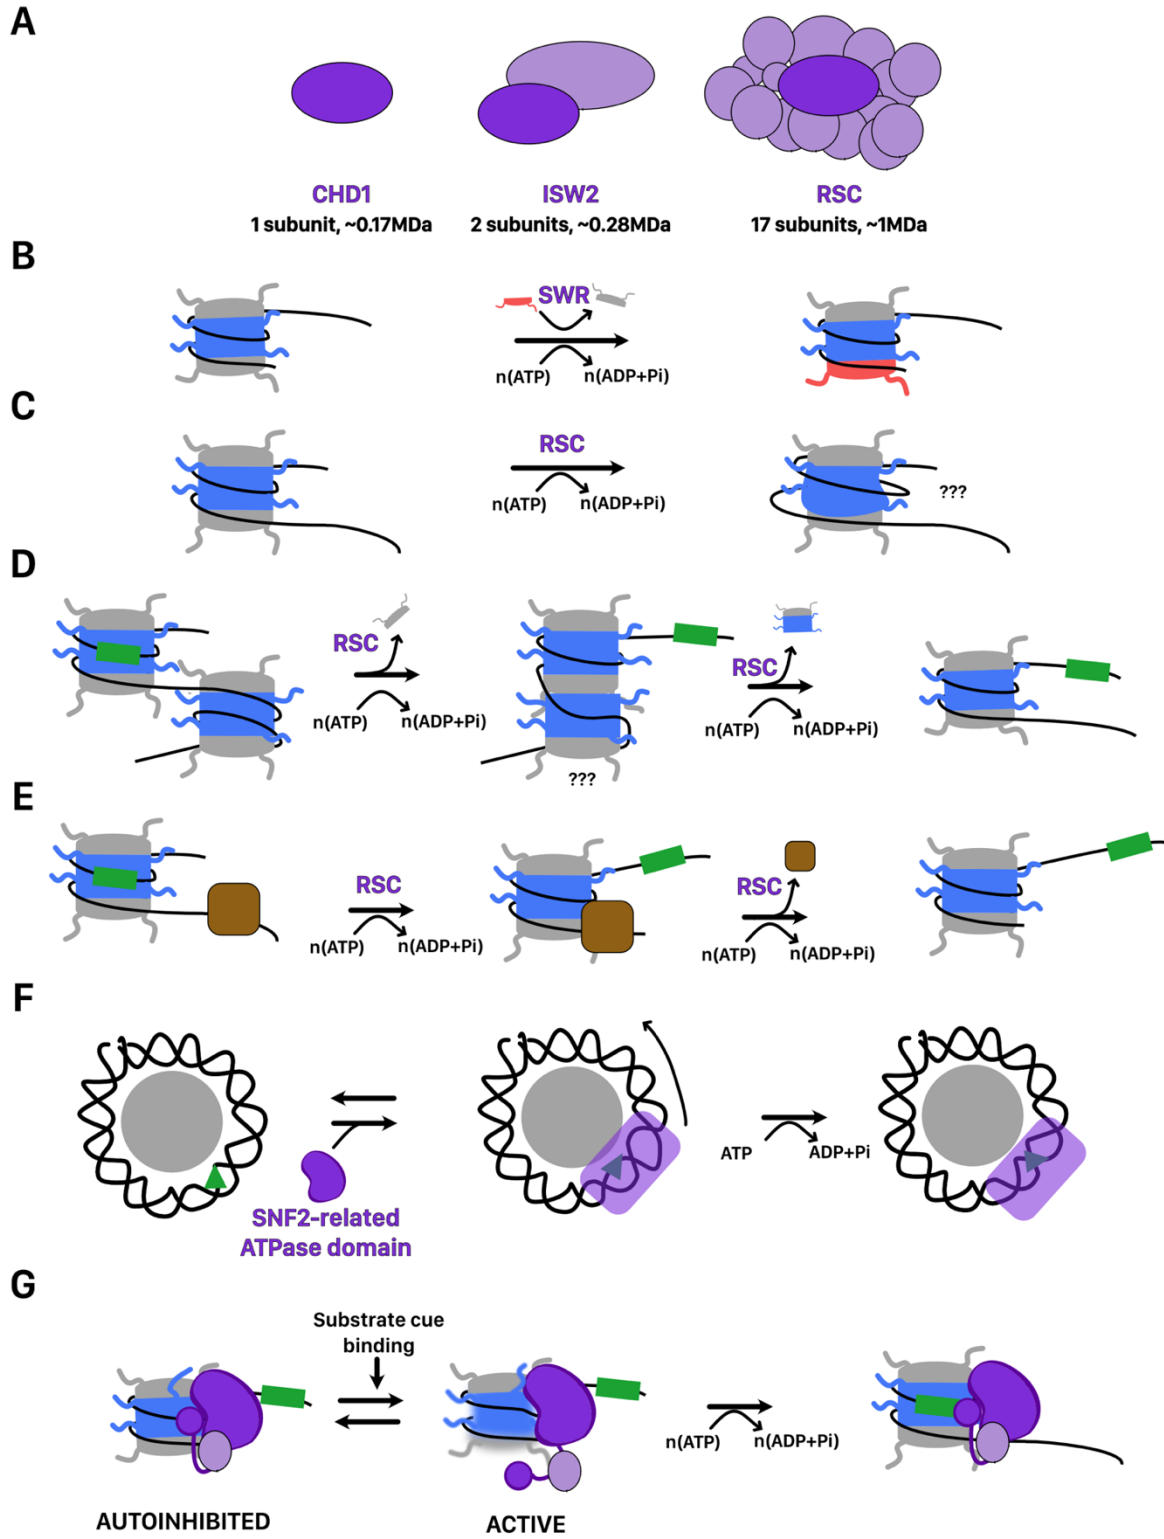 A
CHD1
1 subunit, ~0.17MDa
ISW2
2 subunits, ~0.28MDa
RSC
17 subunits, ~1MDa
B
SWR
n(ATP)
n(ADP+Pi)
C
RSC
n(ATP)
n(ADP+Pi)
???
D
RSC
n(ATP)
n(ADP+Pi)
???
RSC
n(ATP)
n(ADP+Pi)
E
RSC
n(ATP)
n(ADP+Pi)
RSC
n(ATP)
n(ADP+Pi)
F
SNF2-related
ATPase domain
ATP
ADP+Pi
G
Substrate cue
binding
n(ATP)
n(ADP+Pi)
AUTOINHIBITED
ACTIVE